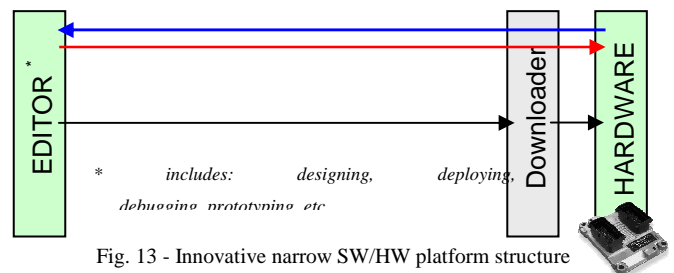 EDITOR *
Downloader
HARDWARE
* includes: designing, deploying,
debugging, prototyping, etc
Fig. 13 - Innovative narrow SW/HW platform structure